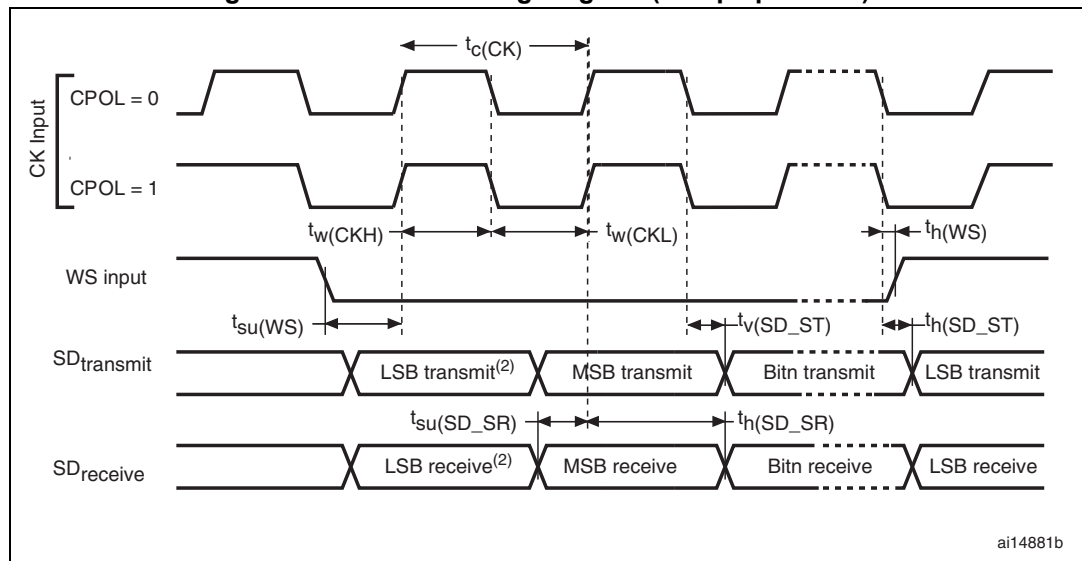 tc(CK)
CK Input
CPOL = 0
CPOL = 1
tw(CKH)
tw(CKL)
th(WS)
WS input
tsu(WS)
tv(SD_ST)
th(SD_ST)
SDtransmit
LSB transmit(2)
MSB transmit
Bitn transmit
LSB transmit
tsu(SD_SR)
th(SD_SR)
SDreceive
LSB receive(2)
MSB receive
Bitn receive
LSB receive
ai14881b